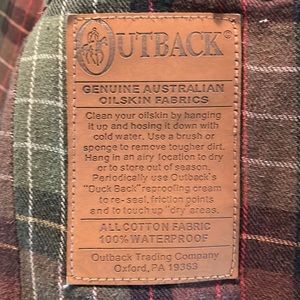 OUTBACK®
GENUINE AUSTRALIAN
OILSKIN FABRICS
Clean your oilskin by hanging
it up and hosing it down with
cold water. Use a brush or
sponge to remove tougher dirt.
Hang in an airy location to dry
or to store out of season.
Periodically use Outback's
"Duck Back" reproofing cream
to re- seal, friction points
and to touch up "dry" areas.
ALL COTTON FABRIC
100% WATERPROOF
Outback Trading Company
Oxford, PA 19363